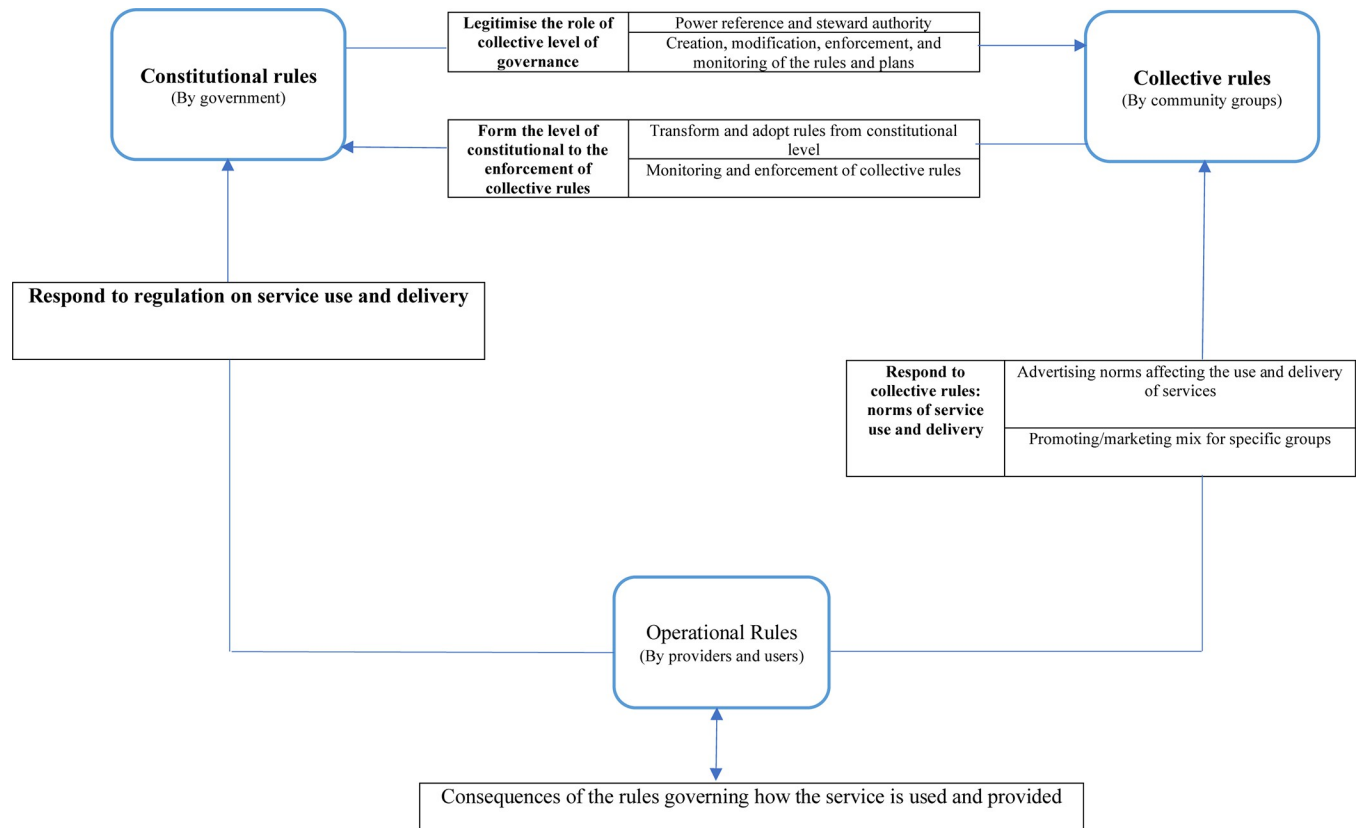 Constitutional rules
(By government)
Legitimise the role of
collective level of
governance
Power reference and steward authority
Creation, modification, enforcement, and
monitoring of the rules and plans
Collective rules
(By community groups)
Form the level of
constitutional to the
enforcement of
collective rules
Transform and adopt rules from constitutional
level
Monitoring and enforcement of collective rules
Respond to regulation on service use and delivery
Respond to
collective rules:
norms of service
use and delivery
Advertising norms affecting the use and delivery
of services
Promoting/marketing mix for specific groups
Operational Rules
(By providers and users)
Consequences of the rules governing how the service is used and provided